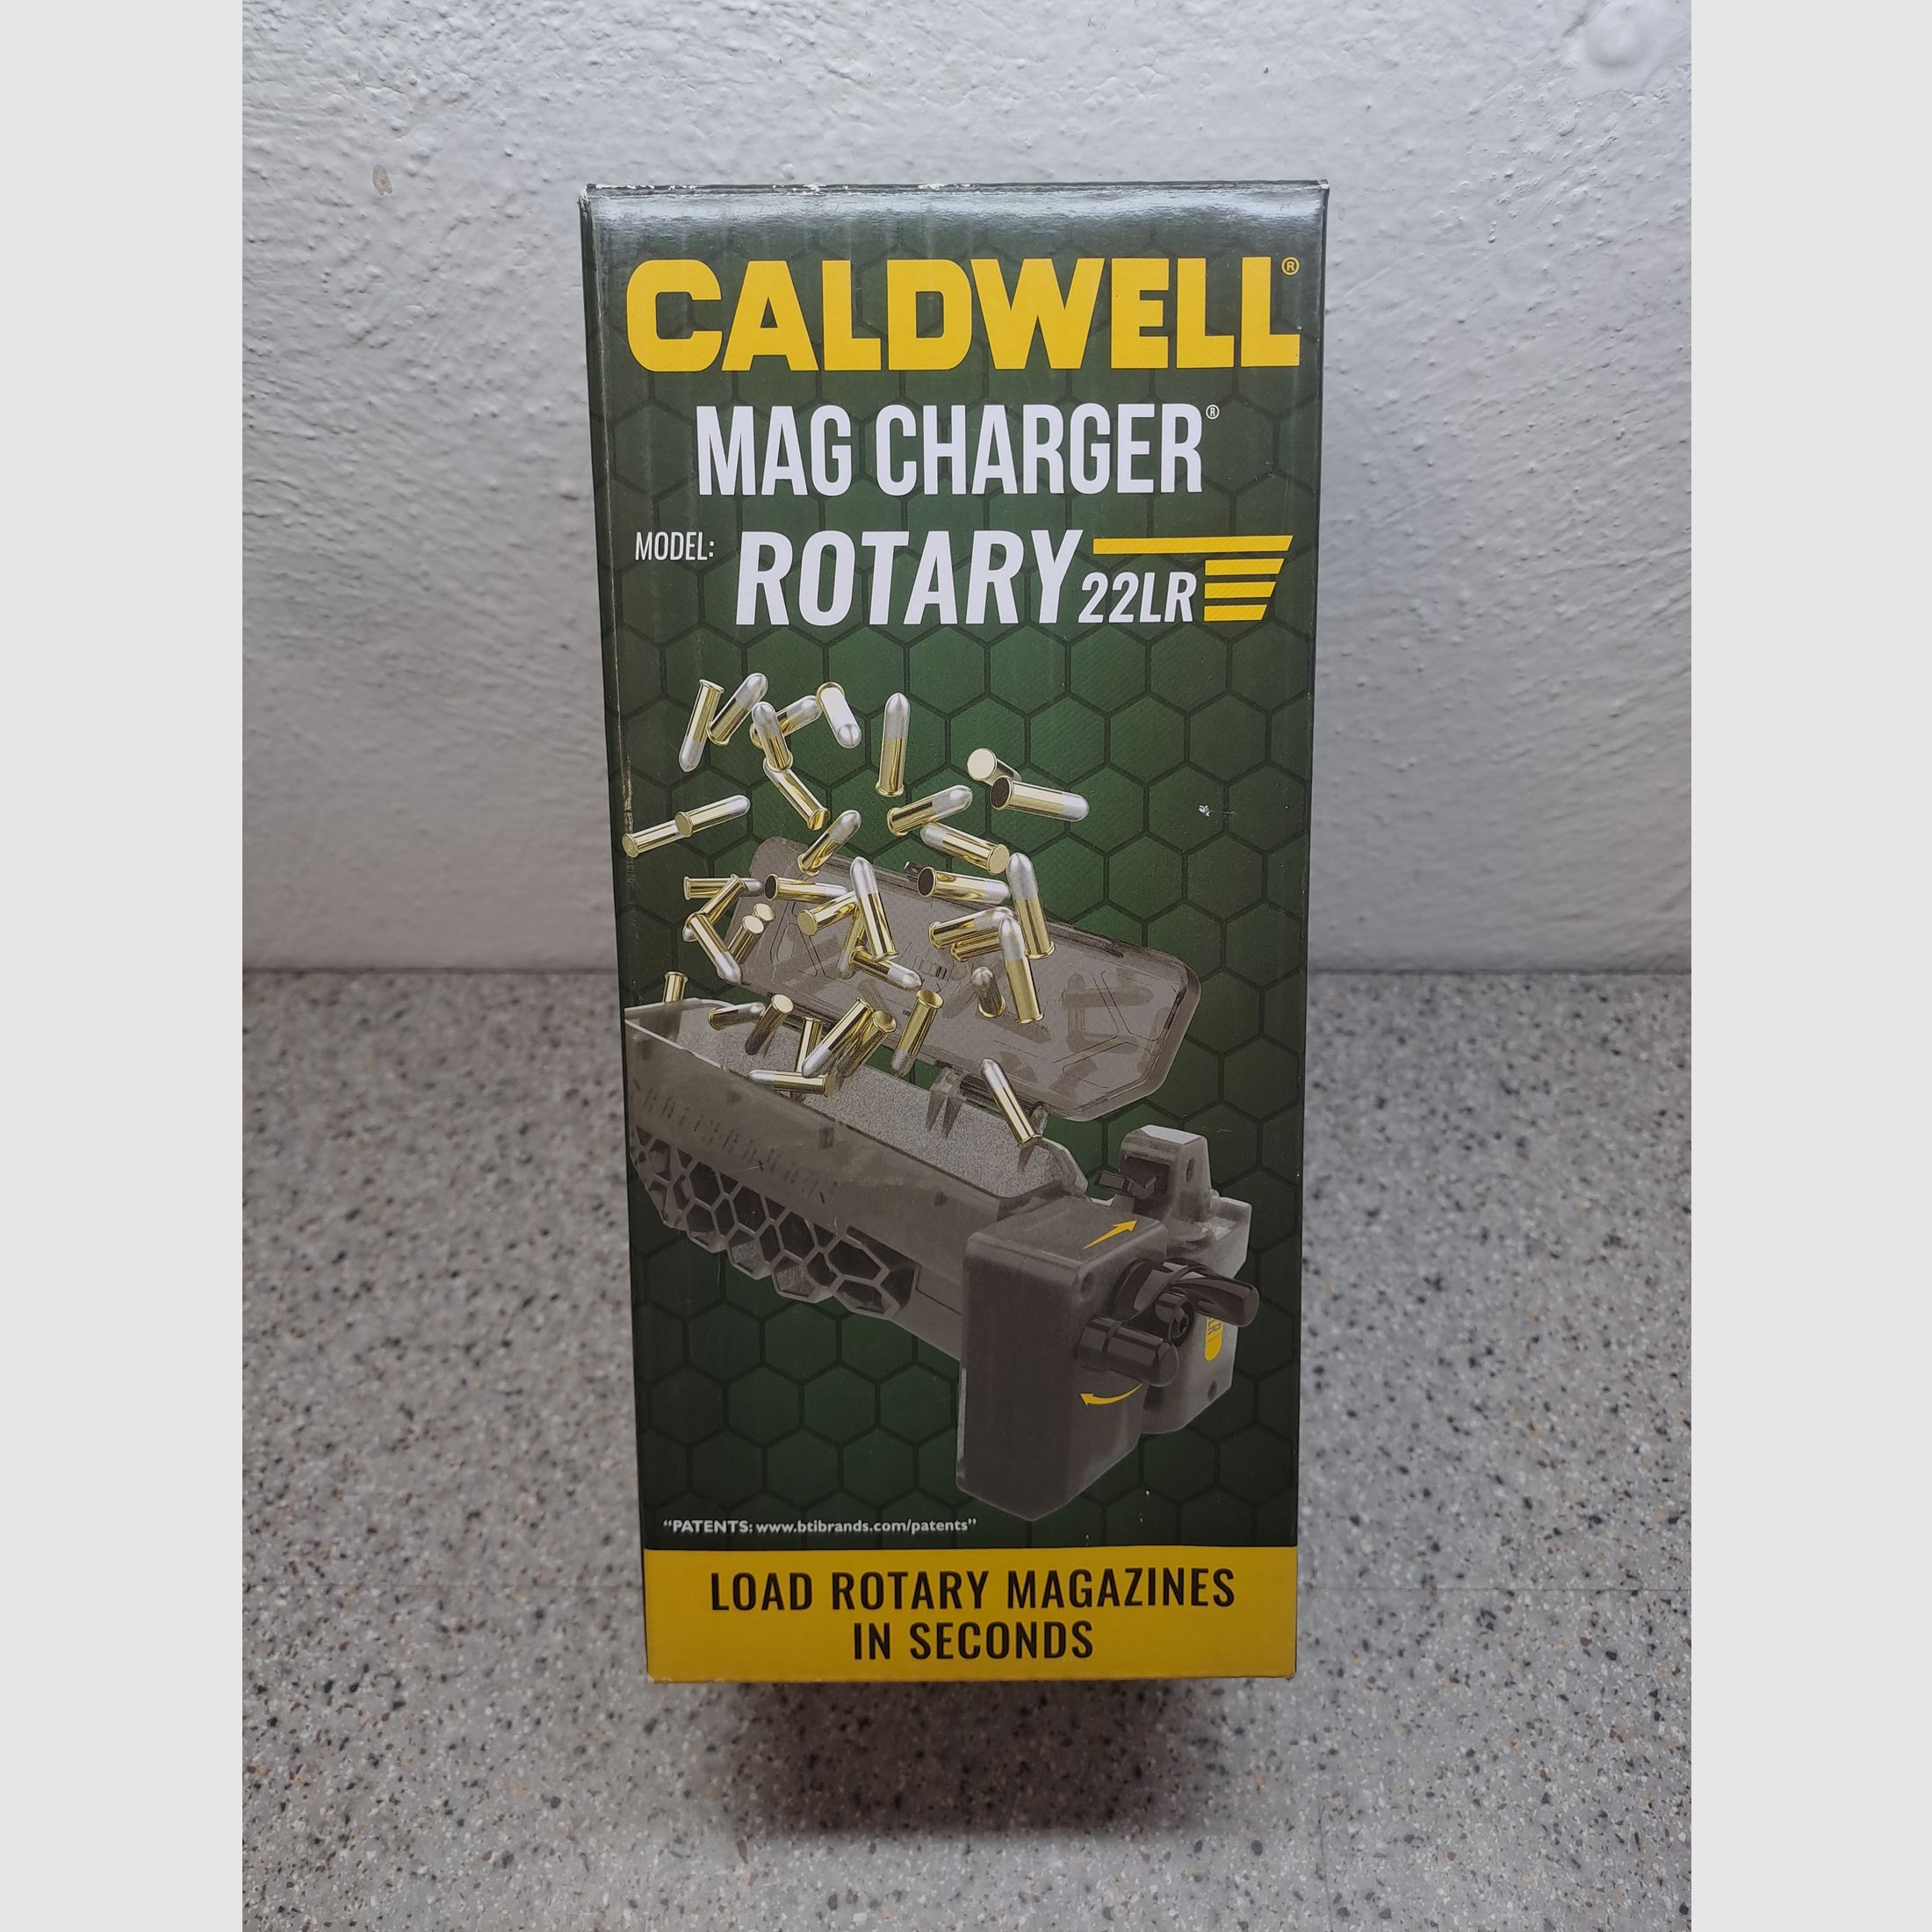 CALDWELL®
MAG CHARGER®
MODEL: ROTARY 22LR
"PATENTS: www.btibrands.com/patents"
LOAD ROTARY MAGAZINES
IN SECONDS